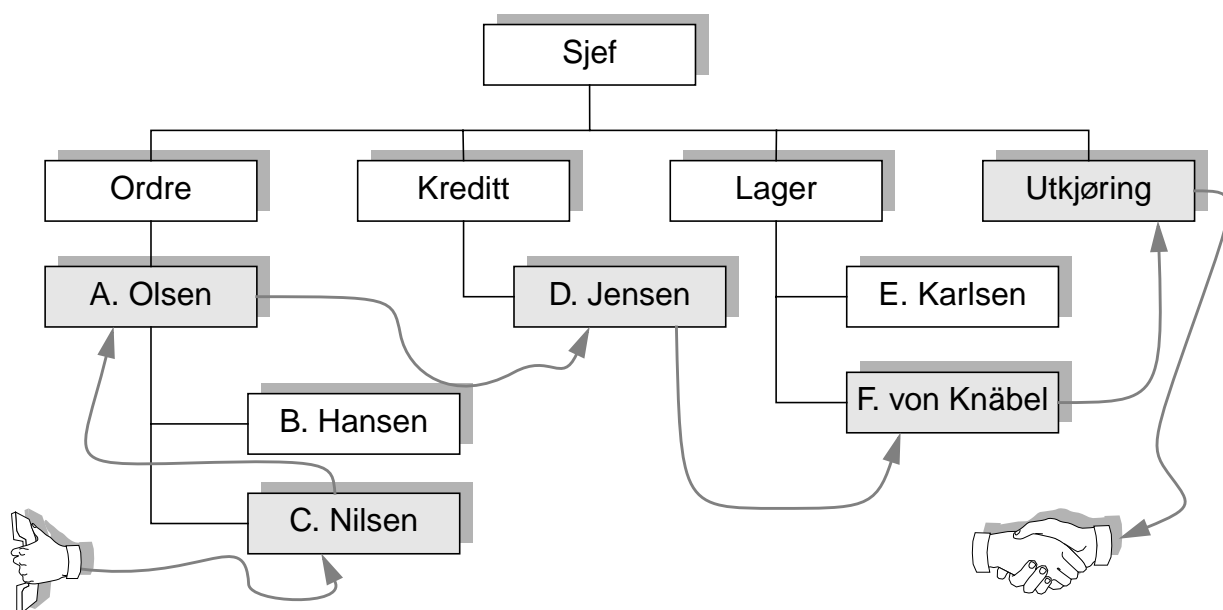 Sjef
Ordre
Kreditt
Lager
Utkjøring
A. Olsen
D. Jensen
E. Karlsen
F. von Knäbel
B. Hansen
C. Nilsen